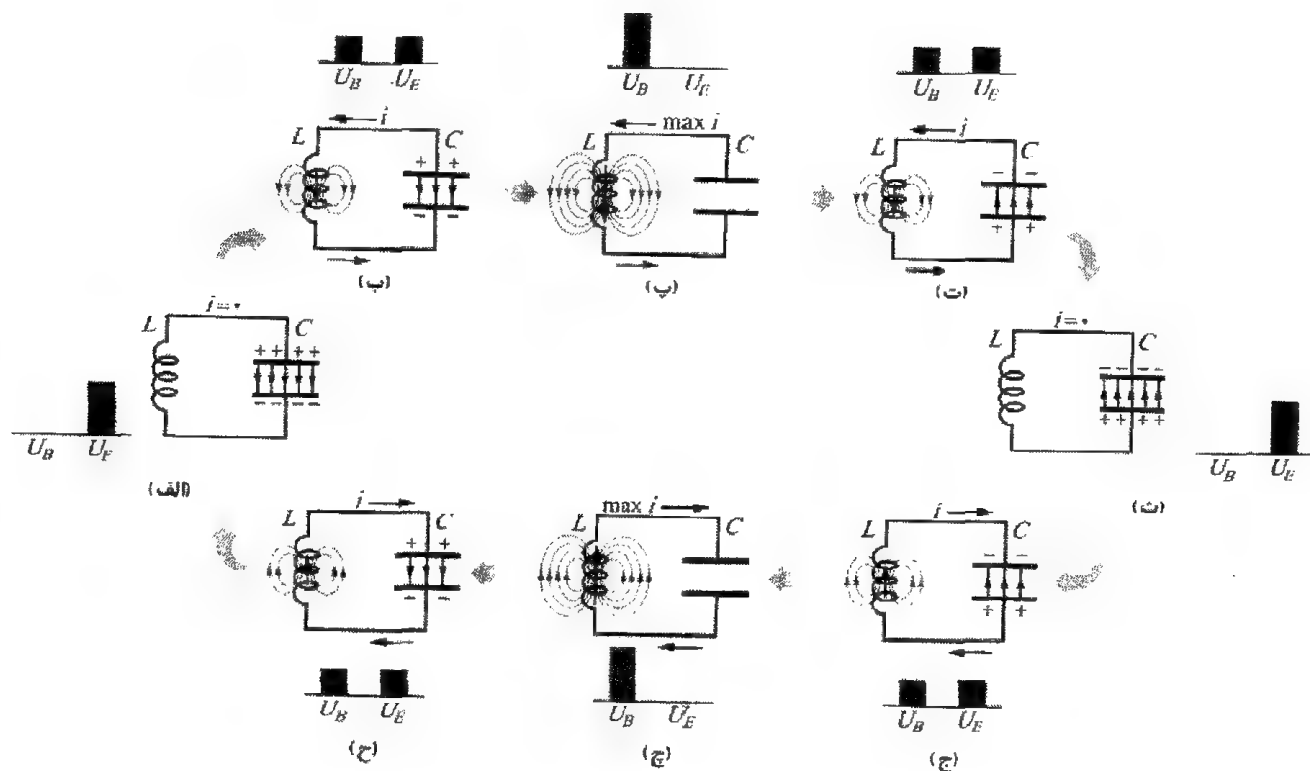 U_B U_E U_B U_E U_B U_E
i max i i
L C L C L C
+ + − −
− − + +
(ب) (پ) (ت)
i=۰ i=۰
L C L C
+ + + + − − − − −
− − − − − + + + +
U_B U_E U_B U_E
(الف) (ث)
i max i i
L C L C L C
+ + − −
− − + +
U_B U_E U_B U_E U_B U_E
(ح) (چ) (ج)